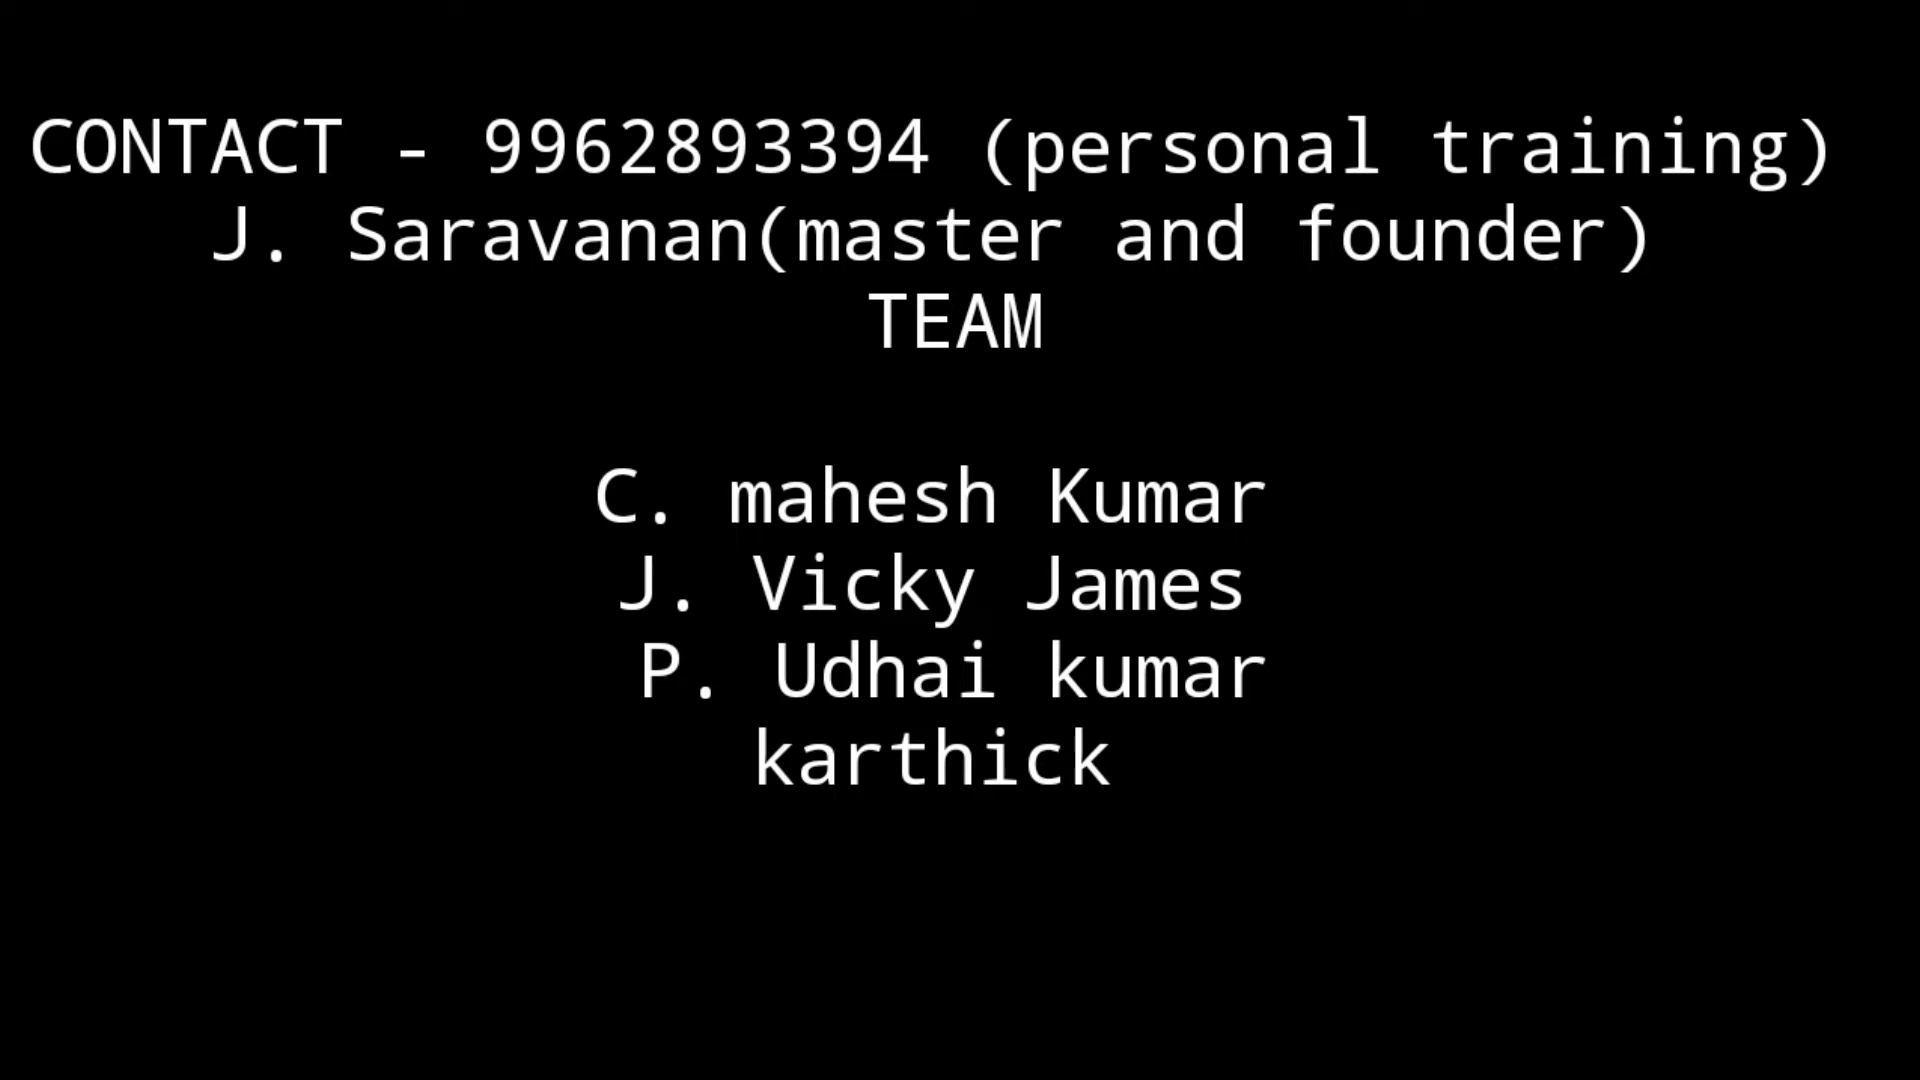 CONTACT - 9962893394 (personal training)
J. Saravanan(master and founder)
TEAM
C. mahesh Kumar
J. Vicky James
P. Udhai kumar
karthick